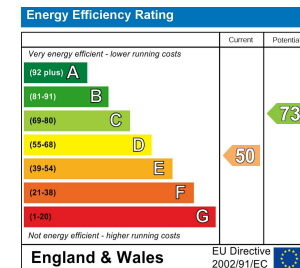 Energy Efficiency Rating
Current Potentia
Very energy efficient - lower running costs
(92 plus) A
(81-91) B
(69-80) C
73
(55-68) D
50
(39-54) E
(21-38) F
(1-20) G
Not energy efficient - higher running costs
England & Wales
EU Directive
2002/91/EC